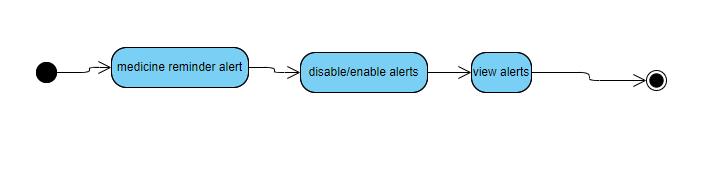 medicine reminder alert
disable/enable alerts
view alerts